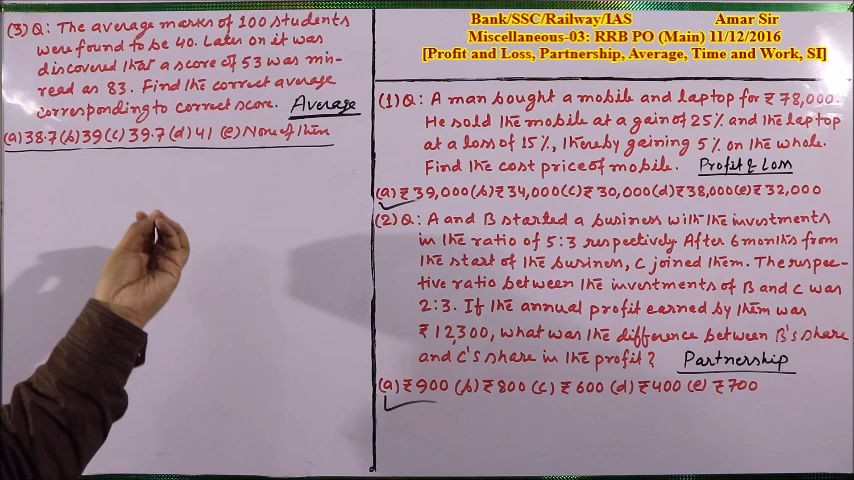 (3) Q: The average marks of 100 students
were found to be 40. Later on it was
discovered that a score of 53 was mis-
read as 83. Find the correct average
corresponding to correct score. Average
(a) 38.7 (b) 39 (c) 39.7 (d) 41 (e) None of them
Bank/SSC/Railway/IAS Amar Sir
Miscellaneous-03: RRB PO (Main) 11/12/2016
[Profit and Loss, Partnership, Average, Time and Work, SI]
(1) Q: A man bought a mobile and laptop for ₹ 78,000.
He sold the mobile at a gain of 25% and the laptop
at a loss of 15%, thereby gaining 5% on the whole.
Find the cost price of mobile. Profit & Loss
(a) ₹ 39,000 (b) ₹ 34,000 (c) ₹ 30,000 (d) ₹ 38,000 (e) ₹ 32,000
(2) Q: A and B started a business with the investments
in the ratio of 5:3 respectively. After 6 months from
the start of the business, C joined them. The respec-
tive ratio between the investments of B and C was
2:3. If the annual profit earned by them was
₹ 12,300, what was the difference between B's share
and C's share in the profit? Partnership
(a) ₹ 900 (b) ₹ 800 (c) ₹ 600 (d) ₹ 400 (e) ₹ 700